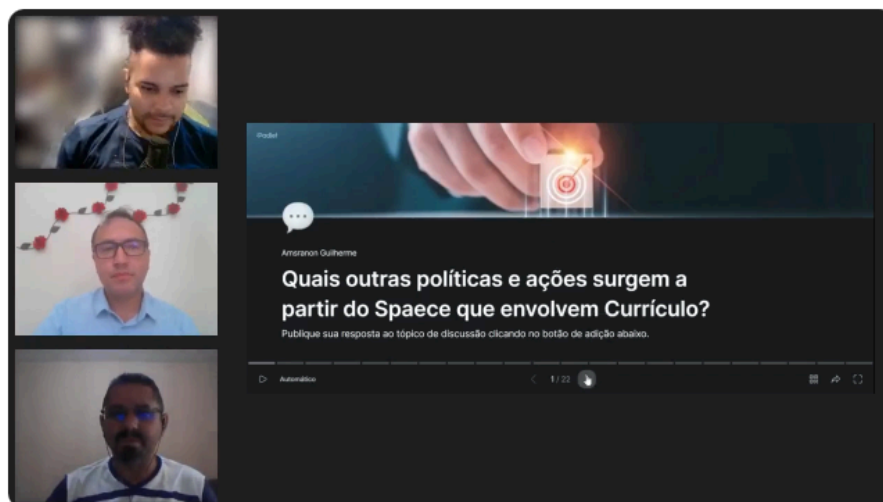 Padlet
Amsranon Guilherme
Quais outras políticas e ações surgem a
partir do Spaece que envolvem Currículo?
Publique sua resposta ao tópico de discussão clicando no botão de adição abaixo.
Automático
1 / 22